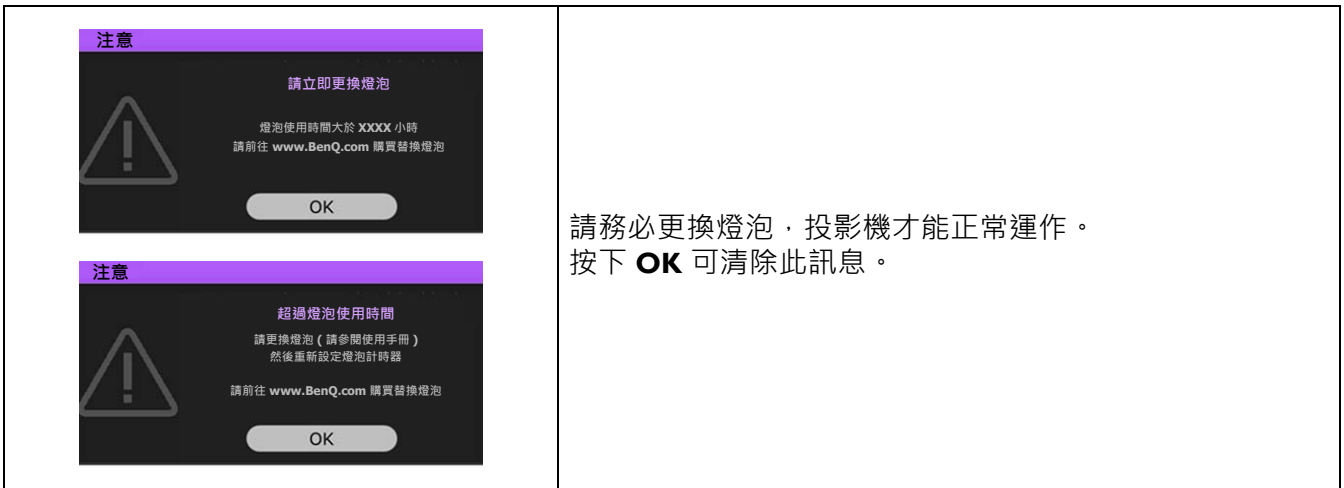 注意
請立即更換燈泡
燈泡使用時間大於 XXXX 小時
請前往 www.BenQ.com 購買替換燈泡
OK
注意
超過燈泡使用時間
請更換燈泡 ( 請參閱使用手冊 )
然後重新設定燈泡計時器
請前往 www.BenQ.com 購買替換燈泡
OK
請務必更換燈泡，投影機才能正常運作。
按下 OK 可清除此訊息。